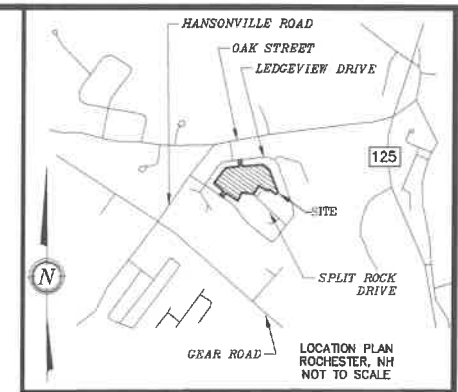 HANSONVILLE ROAD
OAK STREET
LEDGEVIEW DRIVE
125
SITE
N
SPLIT ROCK
DRIVE
GEAR ROAD
LOCATION PLAN
ROCHESTER, NH
NOT TO SCALE